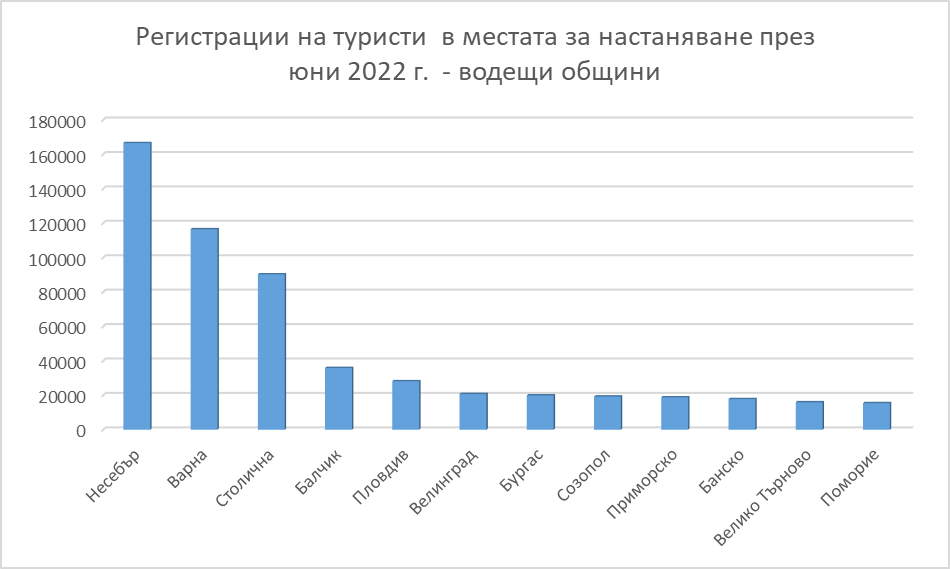 Регистрации на туристи  в местата за настаняване през
юни 2022 г.  - водещи общини
180000
160000
140000
120000
100000
80000
60000
40000
20000
0
Несебър
Варна
Столична
Балчик
Пловдив
Велинград
Бургас
Созопол
Приморско
Банско
Велико Търново
Поморие